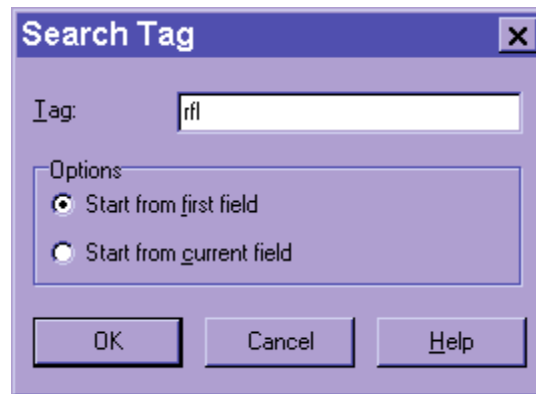 Search Tag
Tag: rfl
Options
Start from first field
Start from current field
OK Cancel Help